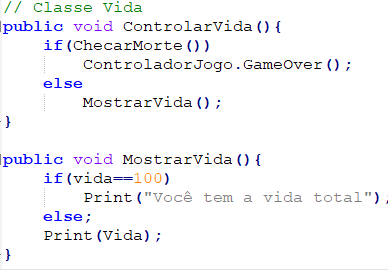 // Classe Vida
public void ControlarVida(){
if(ChecarMorte())
ControladorJogo.GameOver();
else
MostrarVida();
}
public void MostrarVida(){
if(vida==100)
Print("Você tem a vida total")
else;
Print(Vida);
}